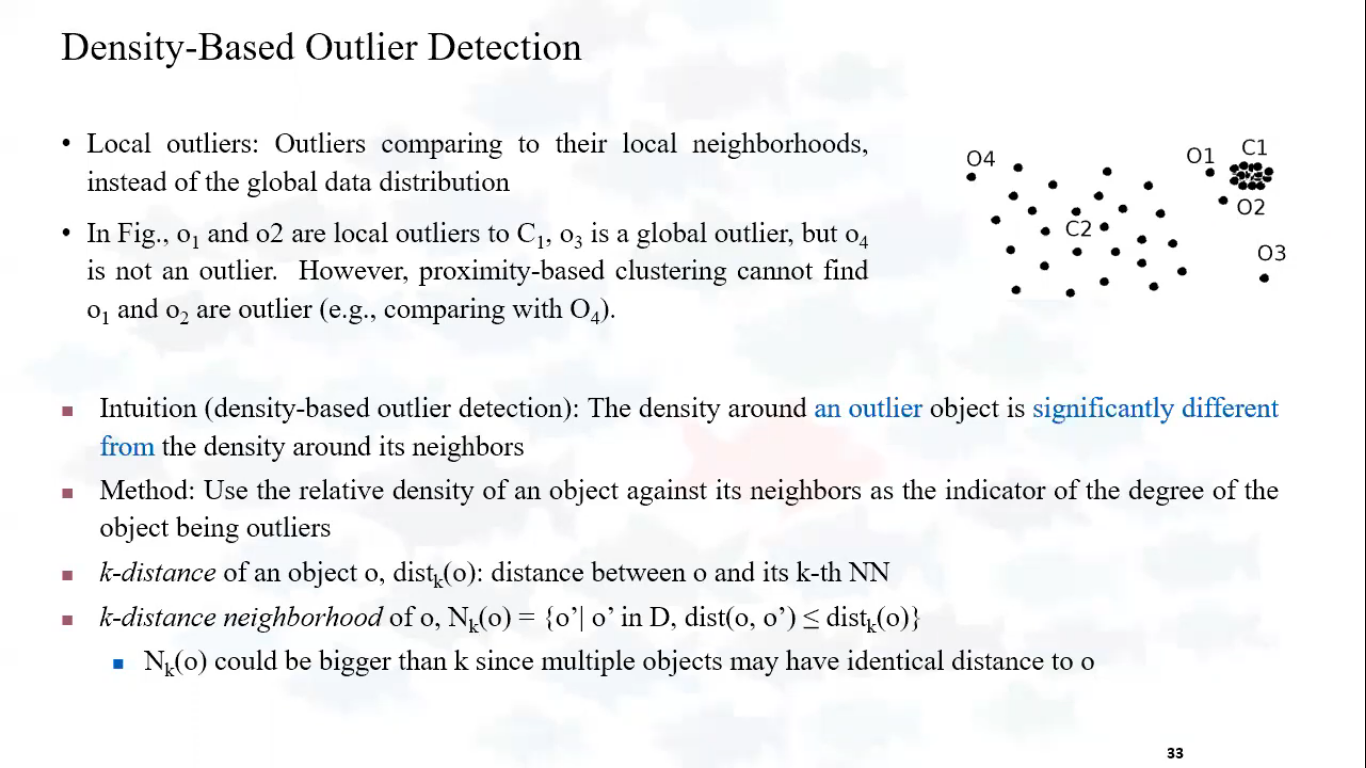 Density-Based Outlier Detection
• Local outliers: Outliers comparing to their local neighborhoods,
instead of the global data distribution
• In Fig., o₁ and o2 are local outliers to C₁, o₃ is a global outlier, but o₄
is not an outlier. However, proximity-based clustering cannot find
o₁ and o₂ are outlier (e.g., comparing with O₄).
O4
O1
C1
O2
C2
O3
■ Intuition (density-based outlier detection): The density around an outlier object is significantly different
from the density around its neighbors
■ Method: Use the relative density of an object against its neighbors as the indicator of the degree of the
object being outliers
■ k-distance of an object o, distₖ(o): distance between o and its k-th NN
■ k-distance neighborhood of o, Nₖ(o) = {o’| o’ in D, dist(o, o’) ≤ distₖ(o)}
■ Nₖ(o) could be bigger than k since multiple objects may have identical distance to o
33